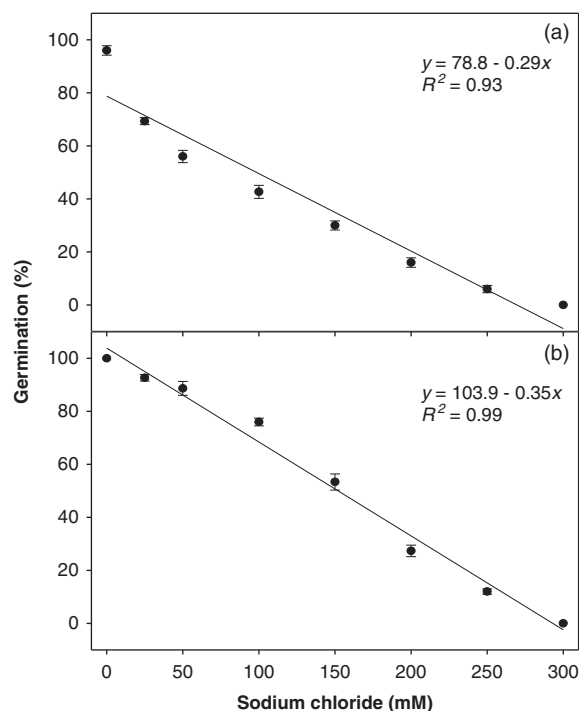 (a)
y = 78.8 - 0.29x
R² = 0.93
100
80
60
40
20
0
Germination (%)
(b)
y = 103.9 - 0.35x
R² = 0.99
100
80
60
40
20
0
0 50 100 150 200 250 300
Sodium chloride (mM)